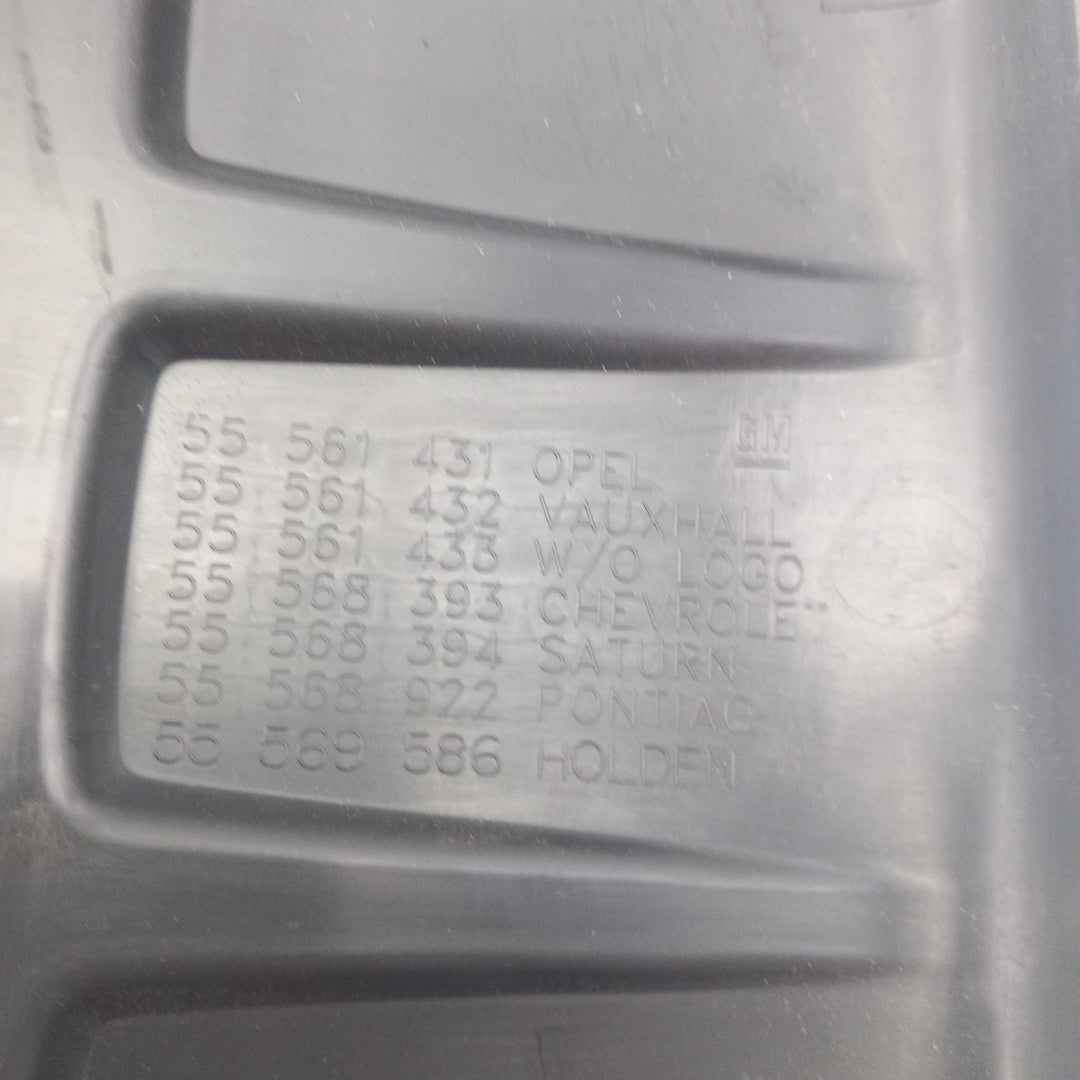 GM
55 561 431 OPEL
55 561 432 VAUXHALL
55 561 433 W/O LOGO
55 568 393 CHEVROLET
55 568 394 SATURN
55 568 922 PONTIAC
55 569 586 HOLDEN